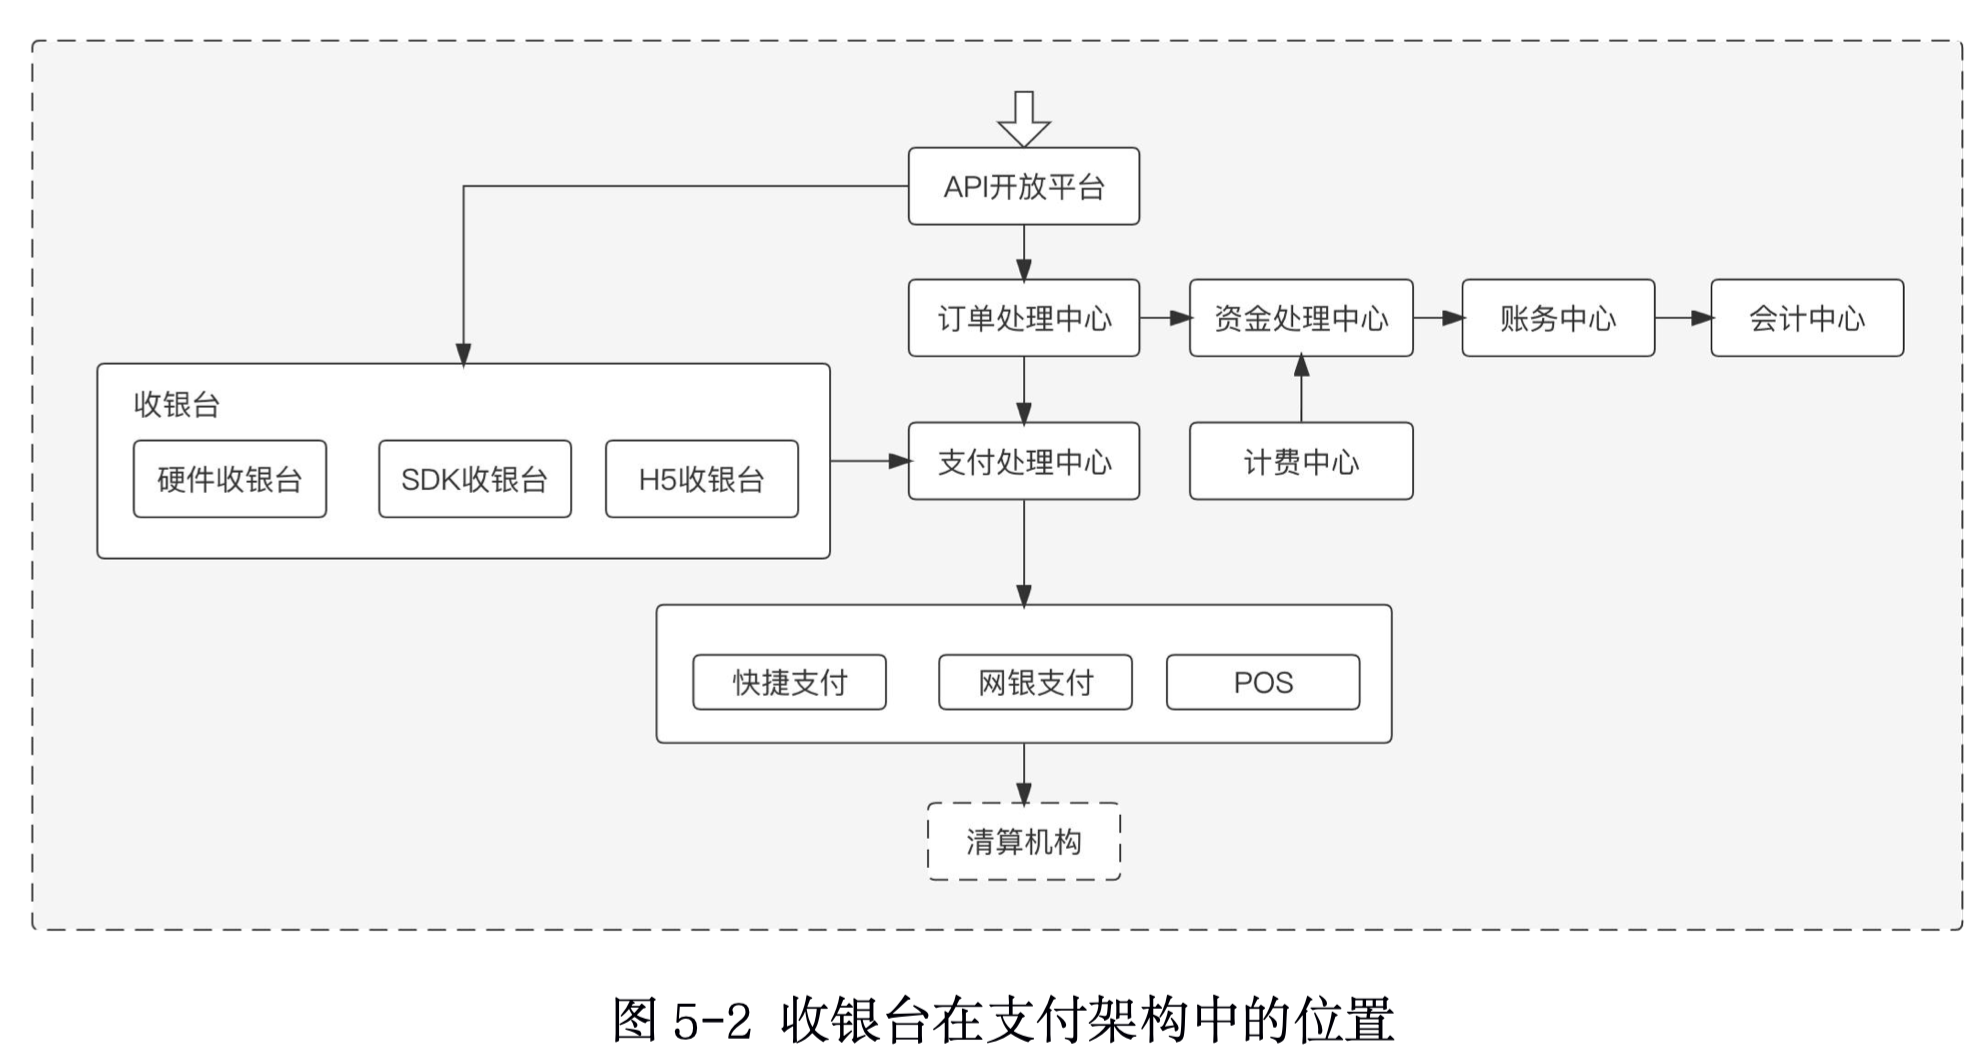 API开放平台
订单处理中心
资金处理中心
账务中心
会计中心
收银台
硬件收银台
SDK收银台
H5收银台
支付处理中心
计费中心
快捷支付
网银支付
POS
清算机构
图 5-2 收银台在支付架构中的位置